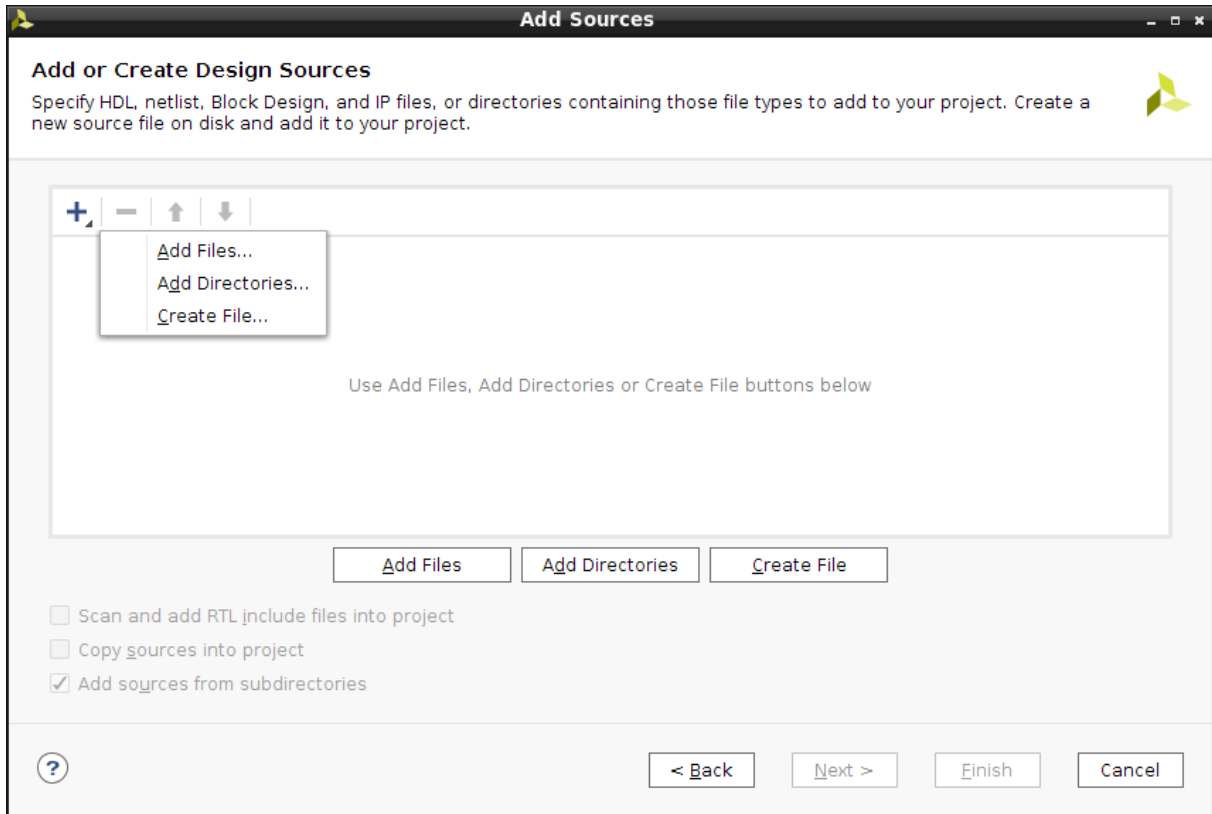 Add Sources
Add or Create Design Sources
Specify HDL, netlist, Block Design, and IP files, or directories containing those file types to add to your project. Create a
new source file on disk and add it to your project.
Add Files...
Add Directories...
Create File...
Use Add Files, Add Directories or Create File buttons below
Add Files
Add Directories
Create File
Scan and add RTL include files into project
Copy sources into project
Add sources from subdirectories
?
< Back
Next >
Finish
Cancel